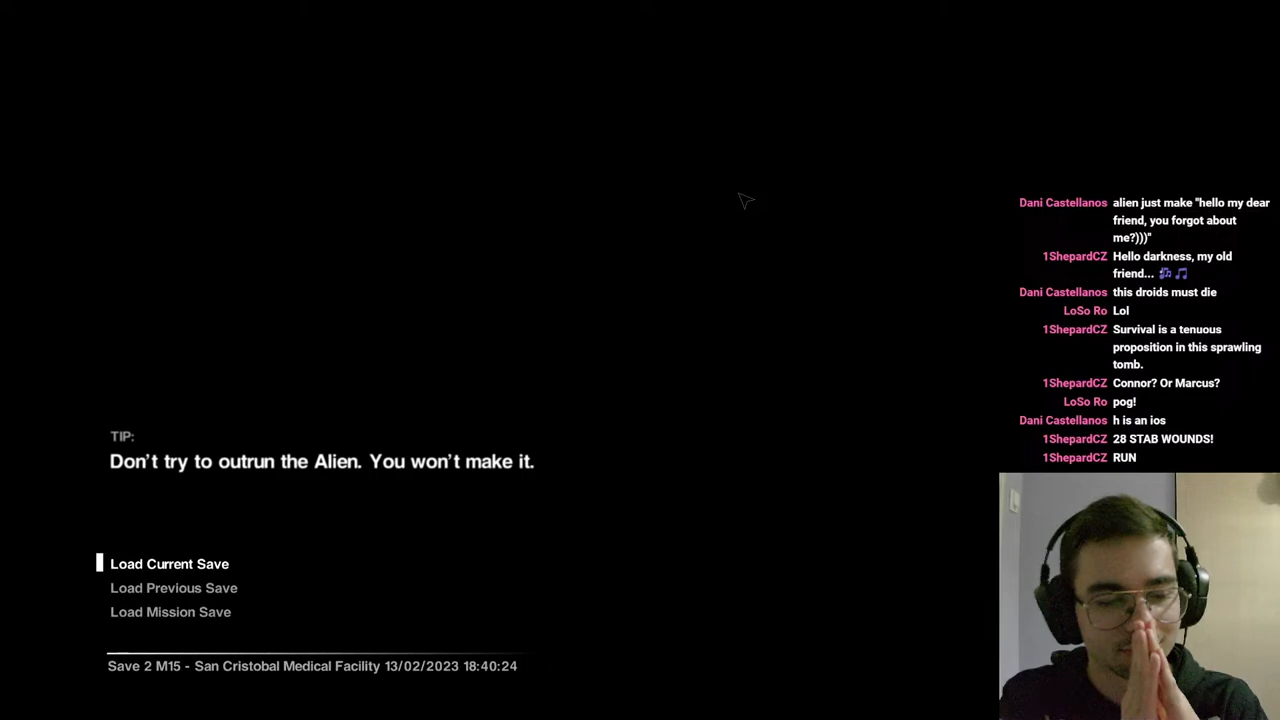 Dani Castellanos alien just make "hello my dear
friend, you forgot about
me?)))"
1ShepardCZ Hello darkness, my old
friend... 🎶 🎵
Dani Castellanos this droids must die
LoSo Ro Lol
1ShepardCZ Survival is a tenuous
proposition in this sprawling
tomb.
1ShepardCZ Connor? Or Marcus?
LoSo Ro pog!
Dani Castellanos h is an ios
1ShepardCZ 28 STAB WOUNDS!
1ShepardCZ RUN
TIP:
Don't try to outrun the Alien. You won't make it.
Load Current Save
Load Previous Save
Load Mission Save
Save 2 M15 - San Cristobal Medical Facility 13/02/2023 18:40:24